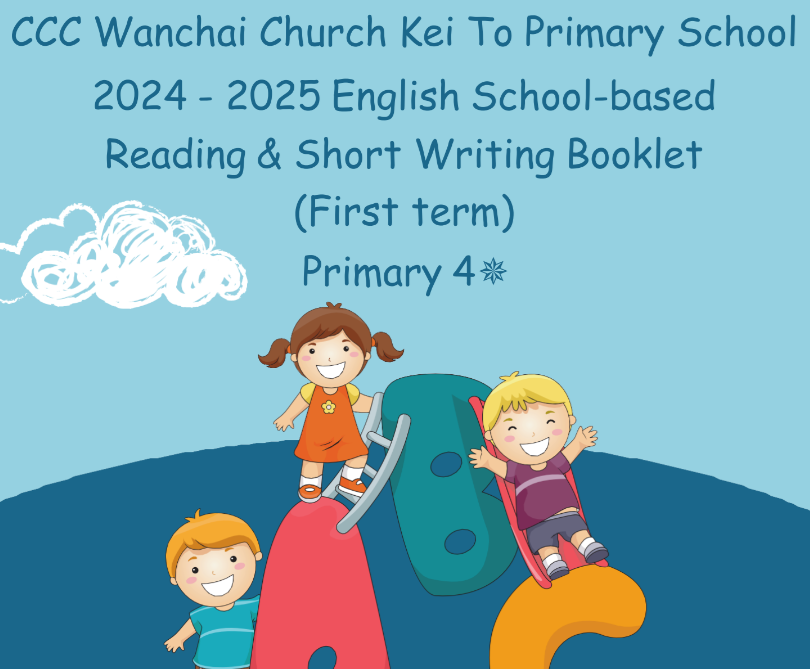 CCC Wanchai Church Kei To Primary School
2024 - 2025 English School-based
Reading & Short Writing Booklet
(First term)
Primary 4✵